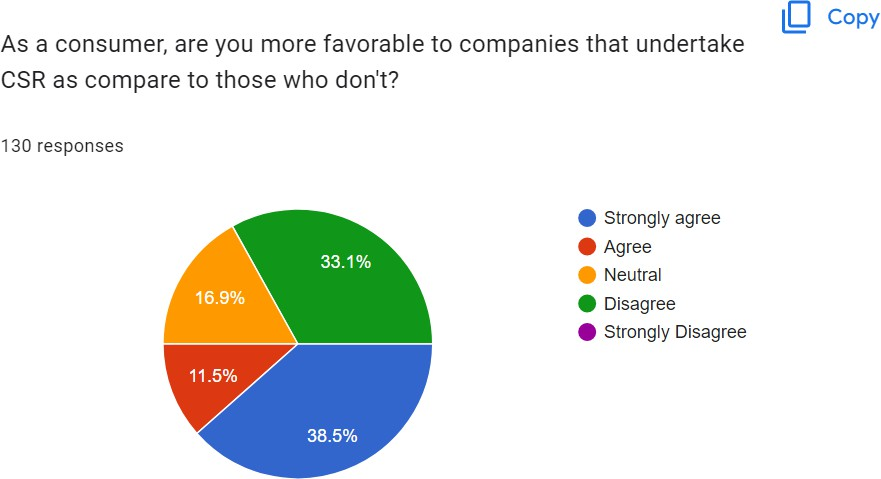 Copy
As a consumer, are you more favorable to companies that undertake
CSR as compare to those who don't?
130 responses
33.1%
16.9%
11.5%
38.5%
Strongly agree
Agree
Neutral
Disagree
Strongly Disagree